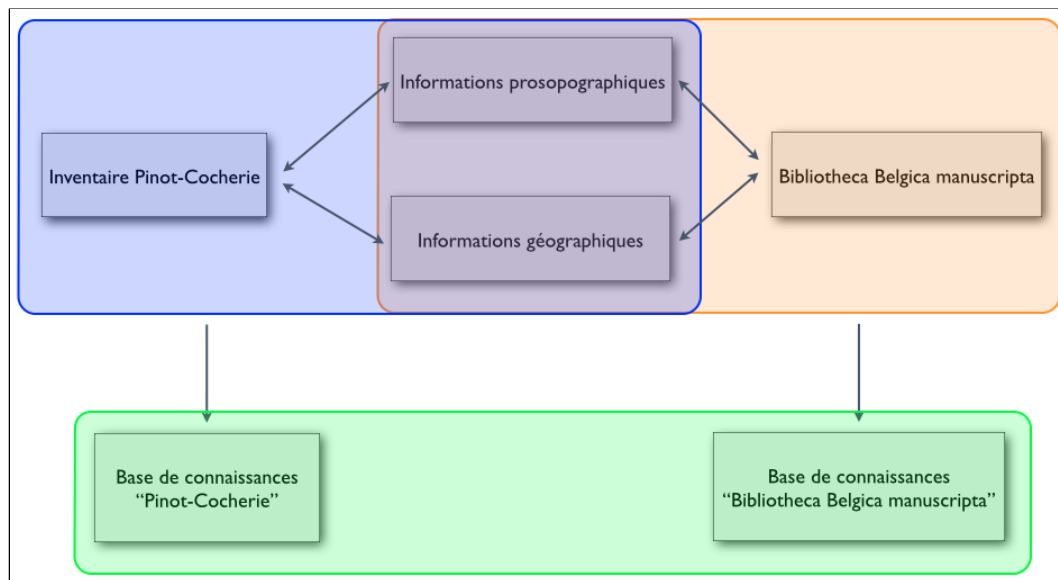 Informations prosopographiques
Inventaire Pinot-Cocherie
Bibliotheca Belgica manuscripta
Informations géographiques
Base de connaissances
“Pinot-Cocherie”
Base de connaissances
“Bibliotheca Belgica manuscripta”